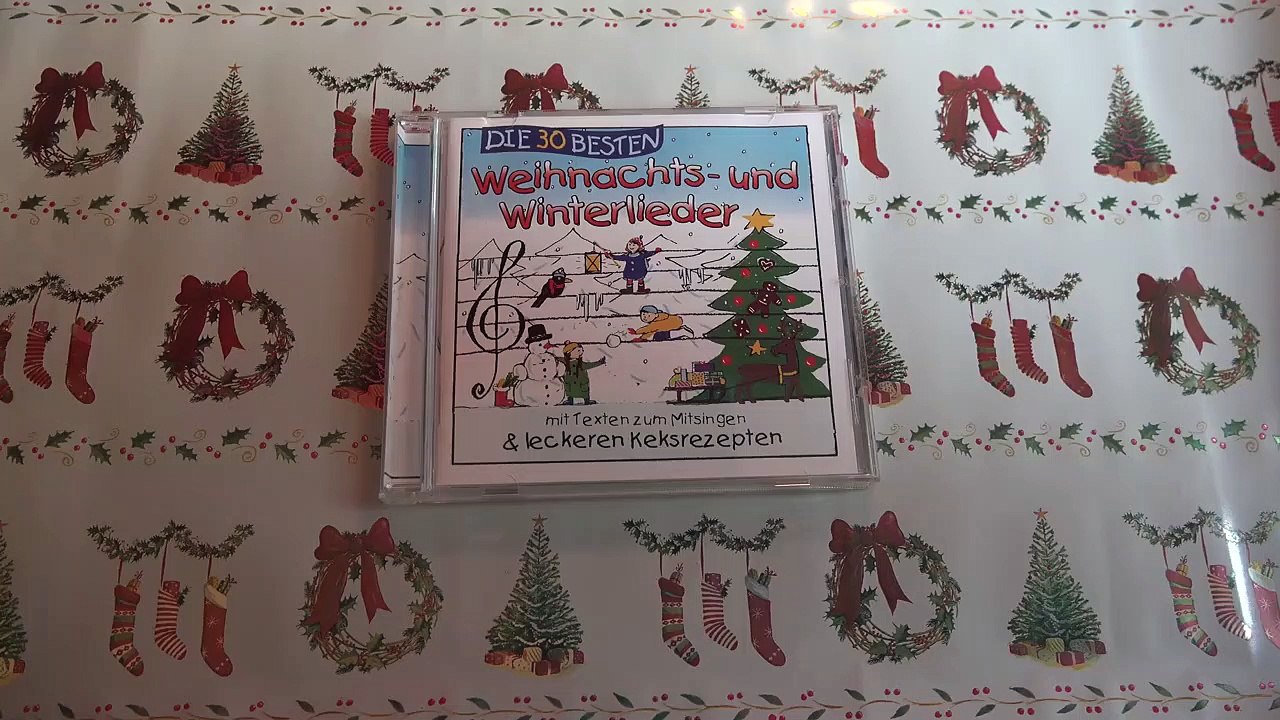 DIE 30 BESTEN
Weihnachts- und
Winterlieder
mit Texten zum Mitsingen
& leckeren Keksrezepten